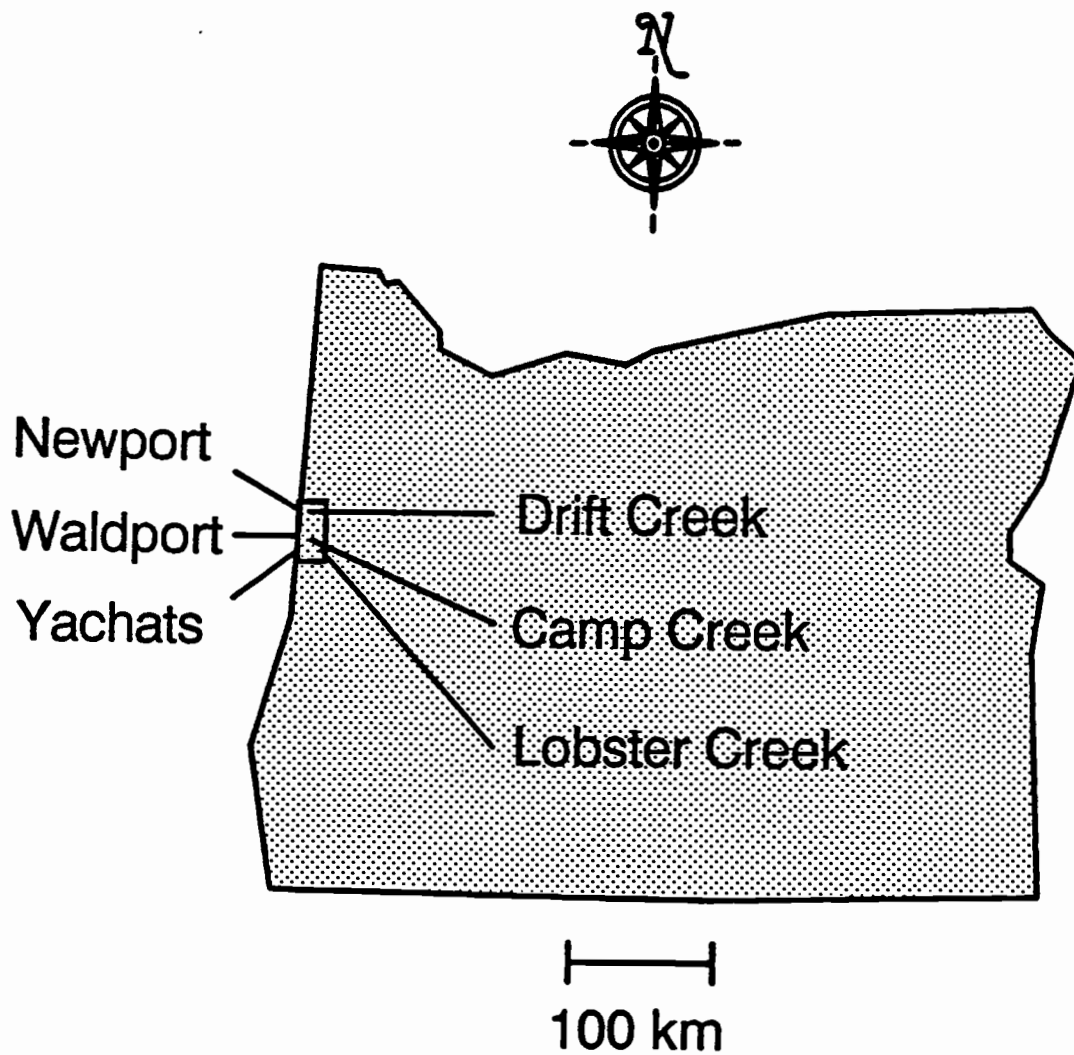 N
Newport
Waldport
Yachats
Drift Creek
Camp Creek
Lobster Creek
100 km